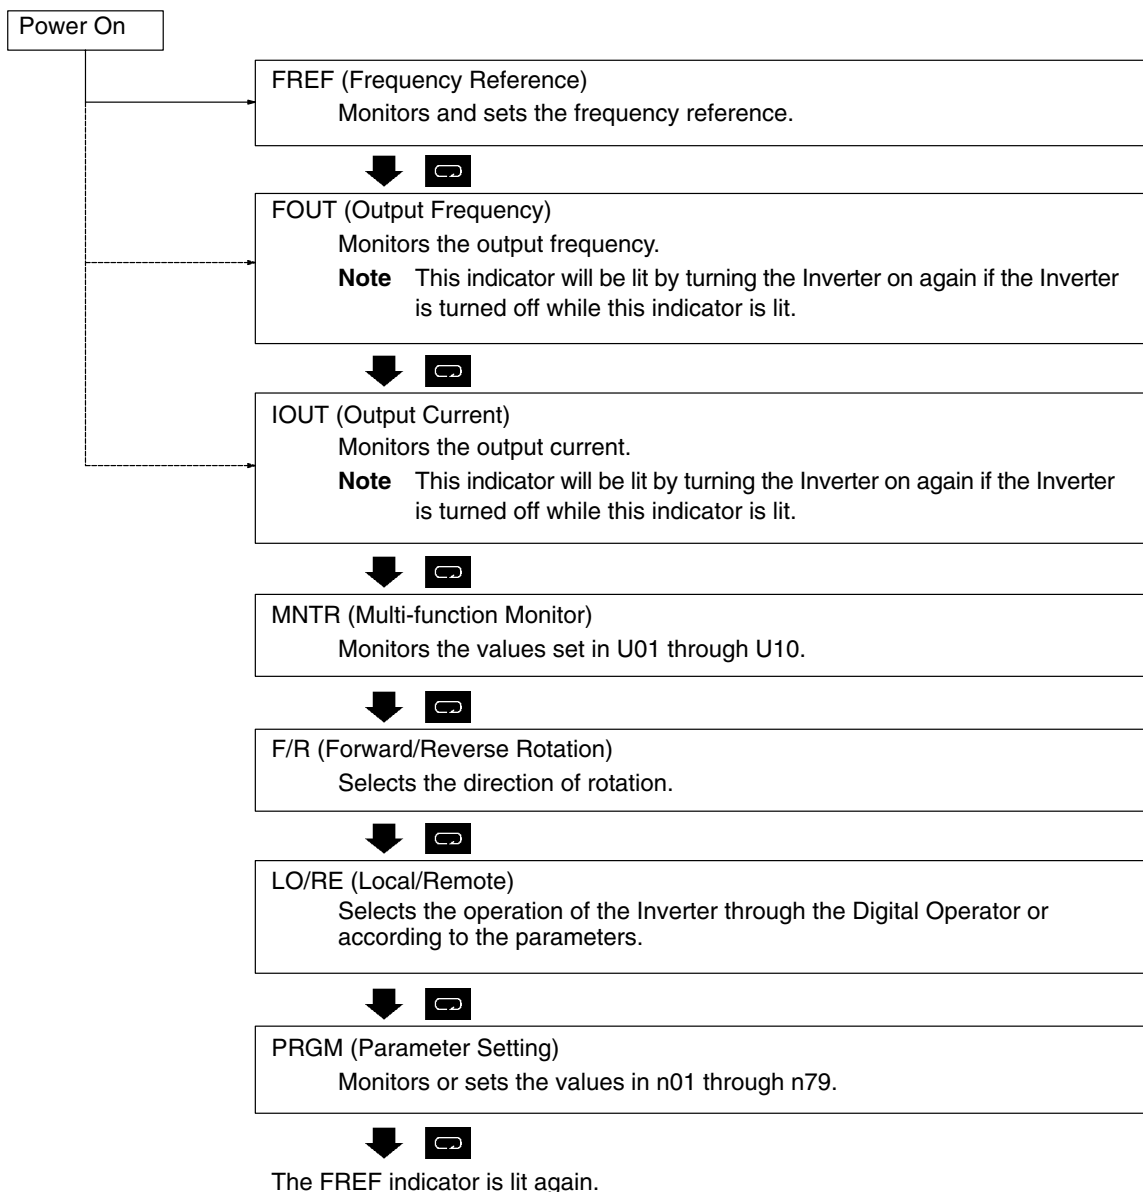 Power On
FREF (Frequency Reference)
Monitors and sets the frequency reference.
FOUT (Output Frequency)
Monitors the output frequency.
Note This indicator will be lit by turning the Inverter on again if the Inverter
is turned off while this indicator is lit.
IOUT (Output Current)
Monitors the output current.
Note This indicator will be lit by turning the Inverter on again if the Inverter
is turned off while this indicator is lit.
MNTR (Multi-function Monitor)
Monitors the values set in U01 through U10.
F/R (Forward/Reverse Rotation)
Selects the direction of rotation.
LO/RE (Local/Remote)
Selects the operation of the Inverter through the Digital Operator or
according to the parameters.
PRGM (Parameter Setting)
Monitors or sets the values in n01 through n79.
The FREF indicator is lit again.